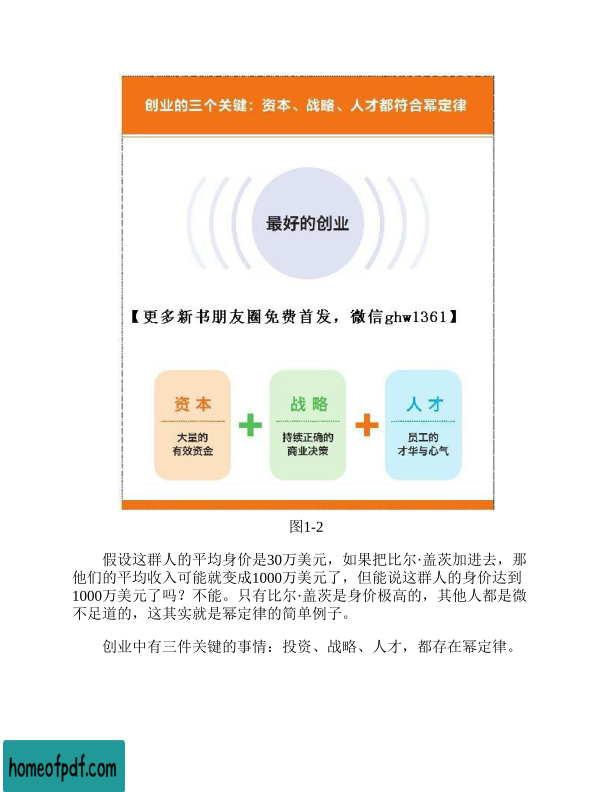 创业的三个关键：资本、战略、人才都符合幂定律
最好的创业
【更多新书朋友圈免费首发，微信ghw1361】
资本
大量的
有效资金
+
战略
持续正确的
商业决策
+
人才
员工的
才华与心气
图1-2
假设这群人的平均身价是30万美元，如果把比尔·盖茨加进去，那
他们的平均收入可能就变成1000万美元了，但能说这群人的身价达到
1000万美元了吗？不能。只有比尔·盖茨是身价极高的，其他人都是微
不足道的，这其实就是幂定律的简单例子。
创业中有三件关键的事情：投资、战略、人才，都存在幂定律。
homeofpdf.com